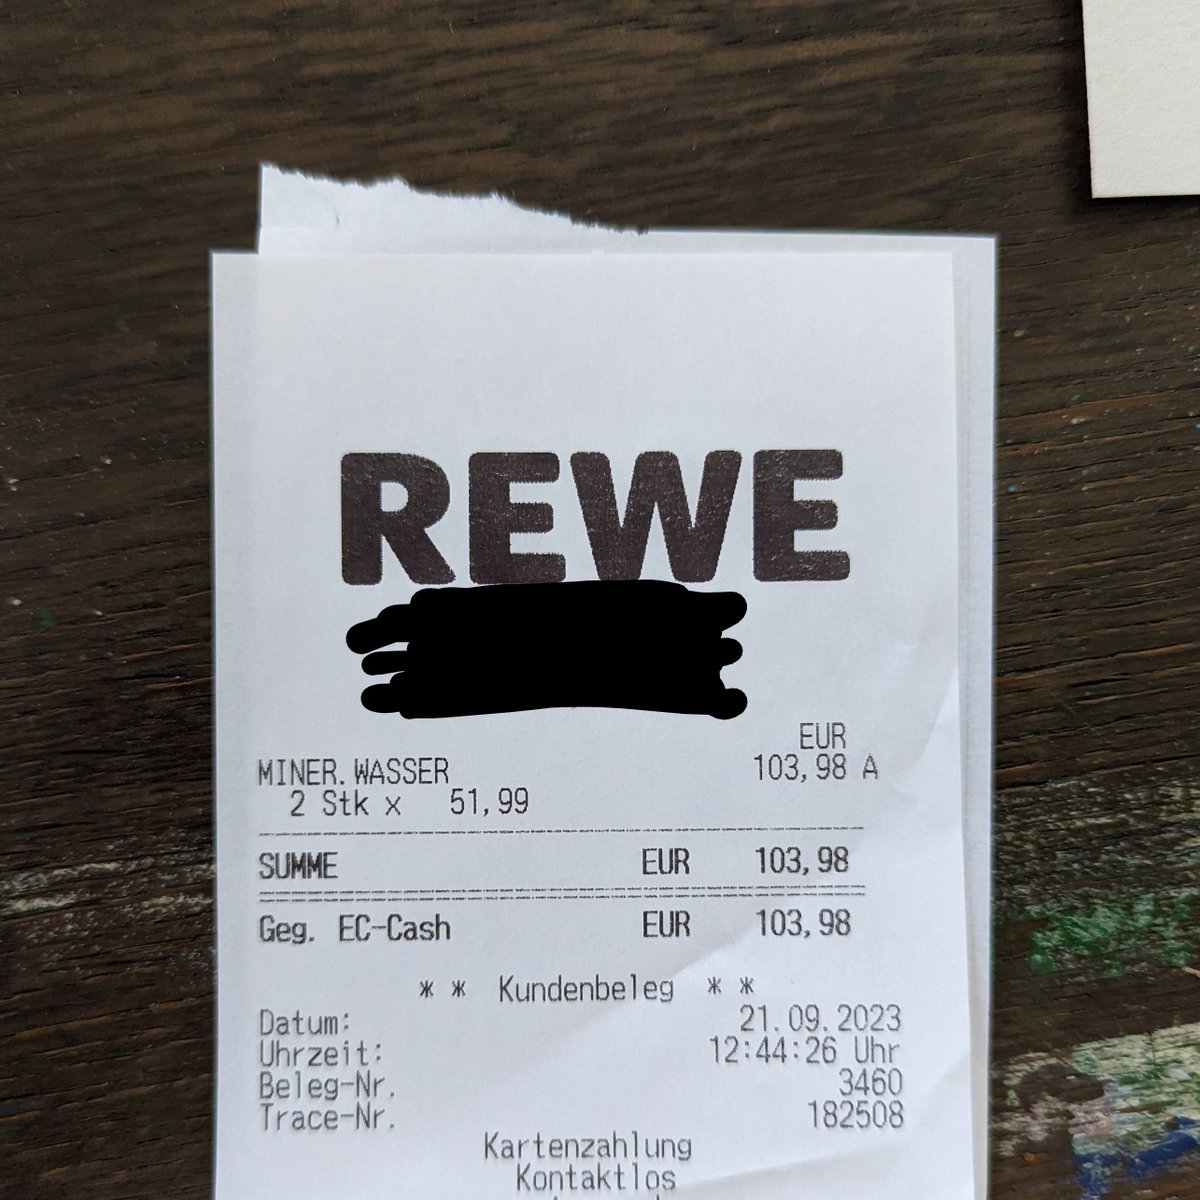 REWE
EUR
MINER.WASSER 103,98 A
2 Stk x 51,99
SUMME EUR 103,98
Geg. EC-Cash EUR 103,98
* * Kundenbeleg * *
Datum: 21.09.2023
Uhrzeit: 12:44:26 Uhr
Beleg-Nr. 3460
Trace-Nr. 182508
Kartenzahlung
Kontaktlos